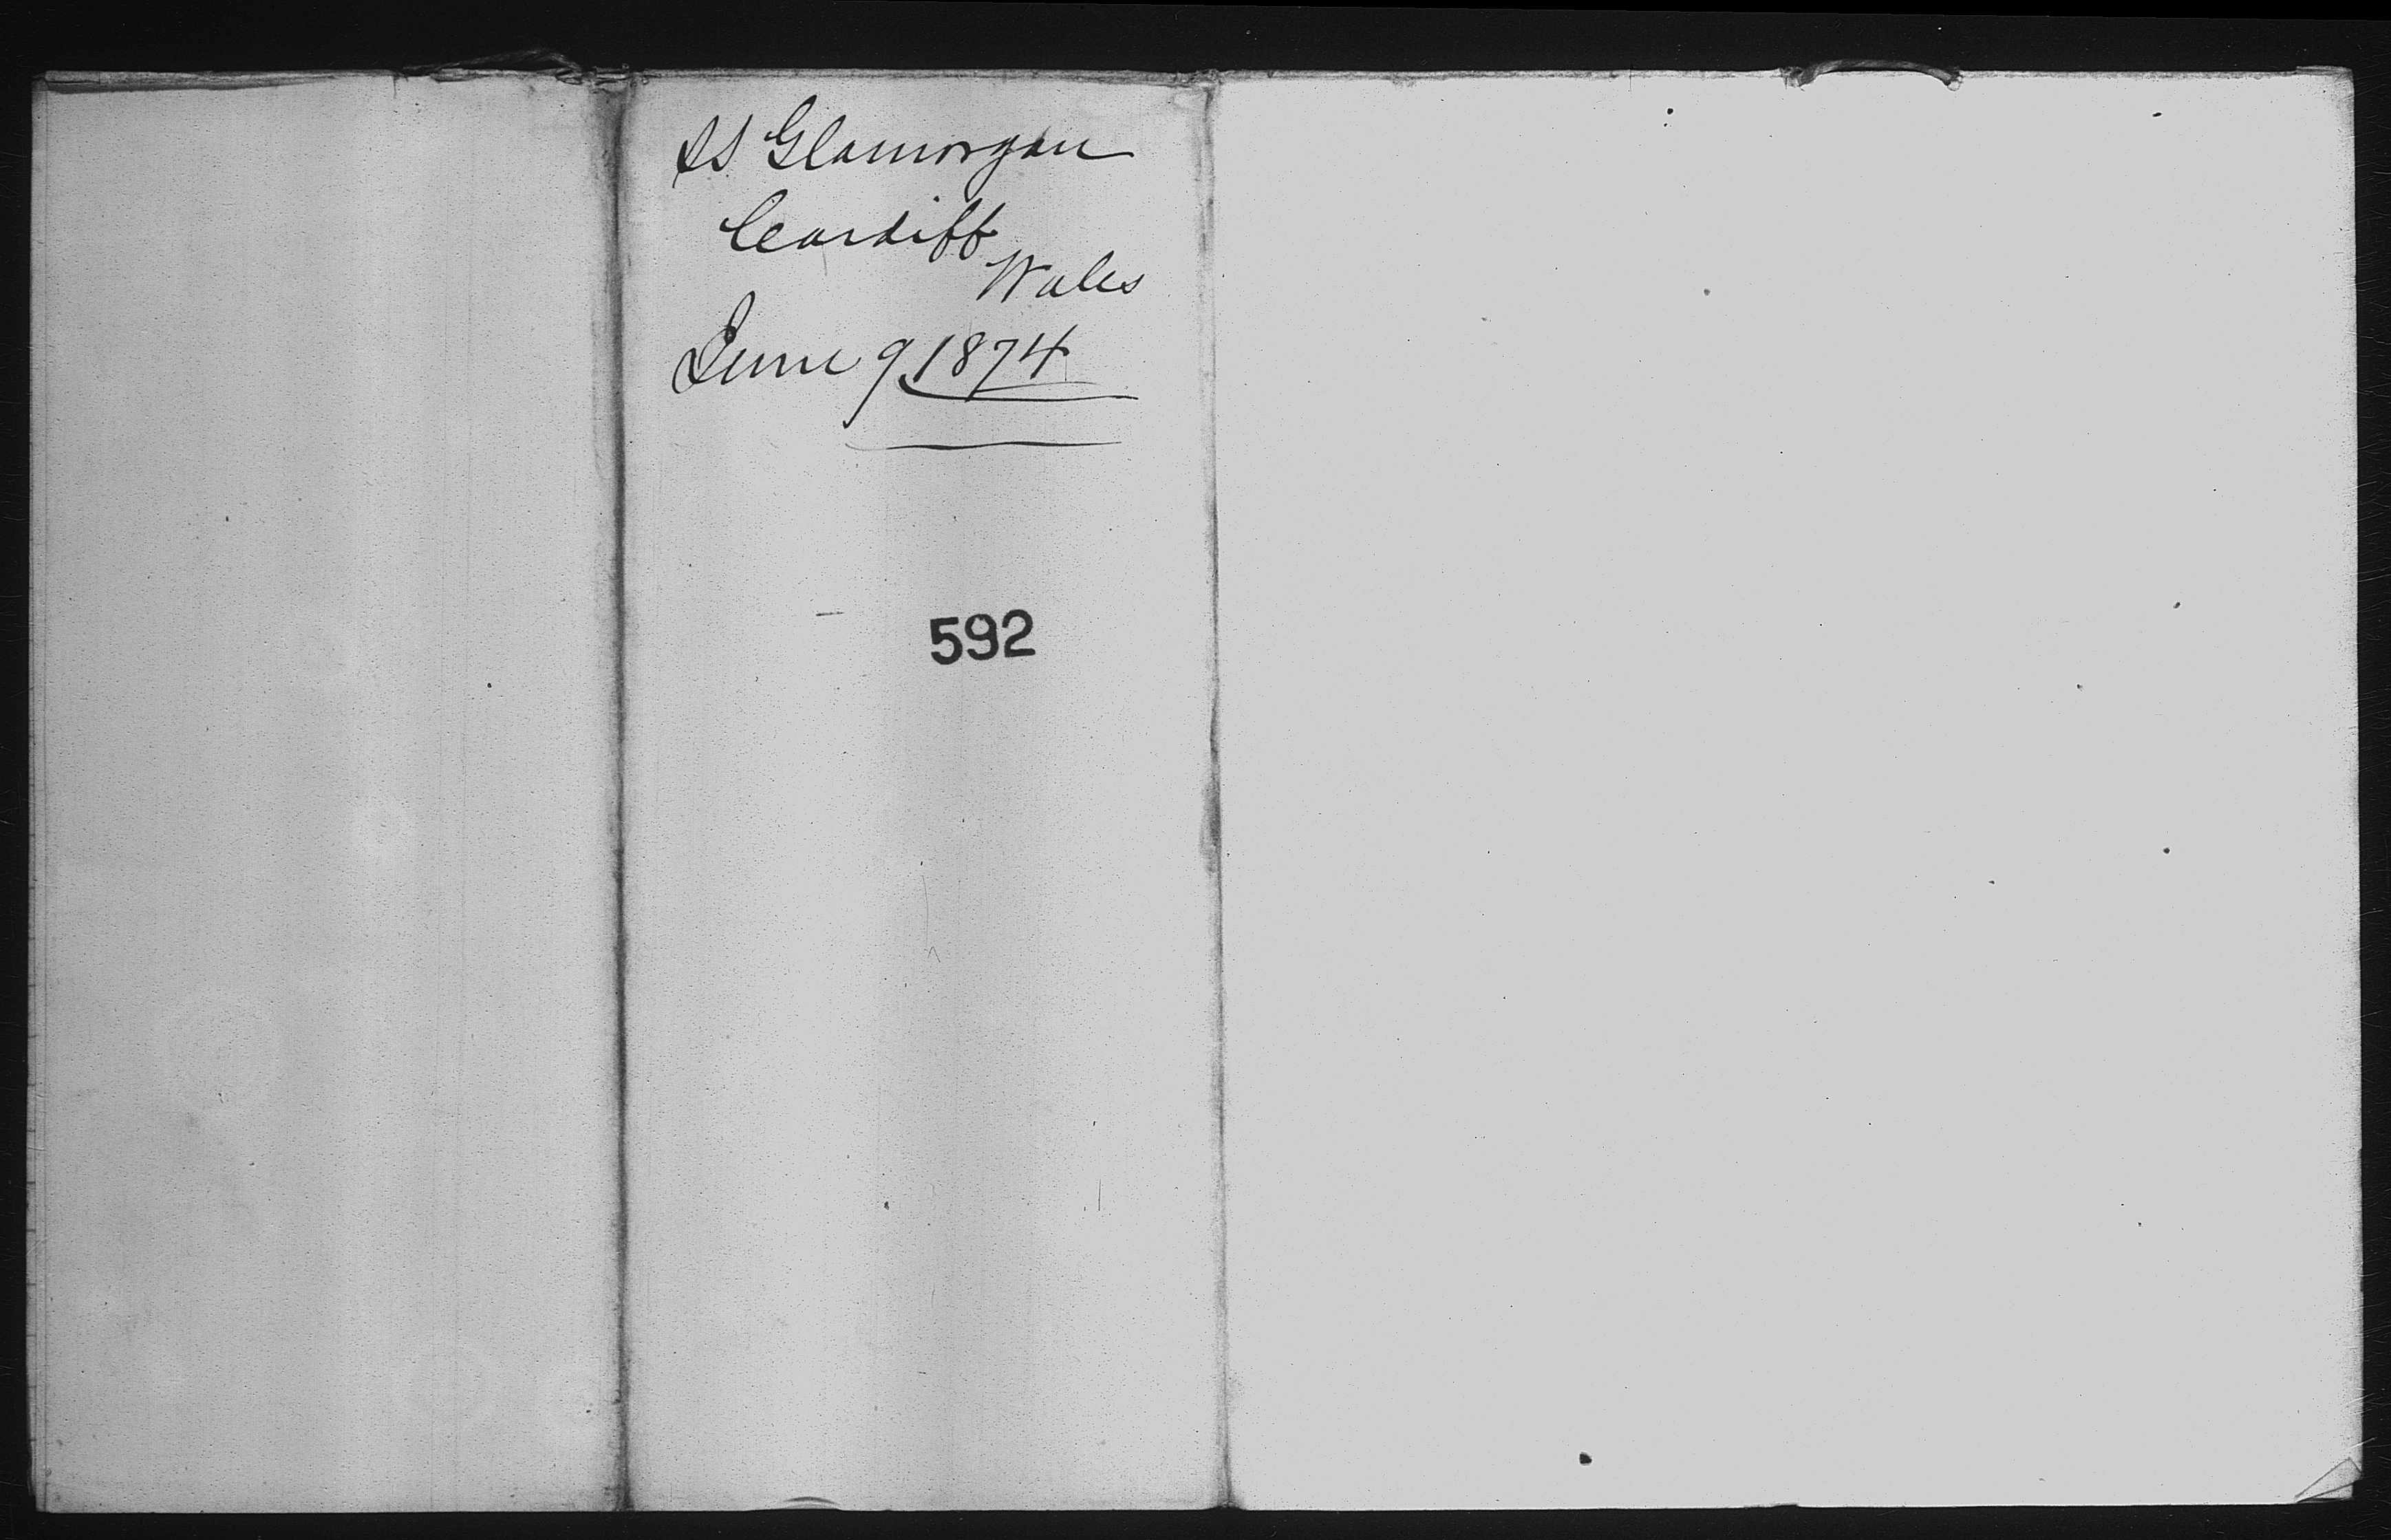 SS Glamorgan
Cardiff
Wales
June 9 1874
592